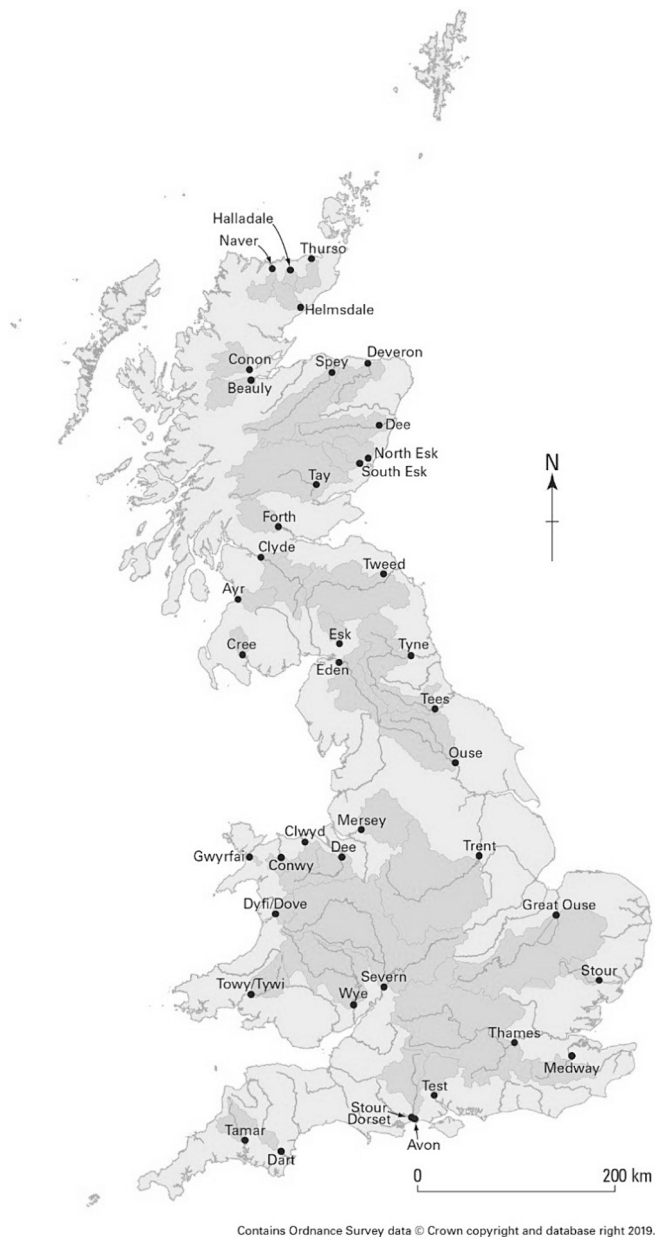 Halladale
Naver
Thurso
Helmsdale
Conon
Beauly
Spey
Deveron
Dee
North Esk
South Esk
Tay
N
Forth
Clyde
Tweed
Ayr
Esk
Cree
Tyne
Eden
Tees
Ouse
Mersey
Clwyd
Dee
Trent
Gwyrfai
Conwy
Dyfi/Dove
Great Ouse
Severn
Stour
Towy/Tywi
Wye
Thames
Medway
Test
Stour
Dorset
Avon
Tamar
Dart
0 200 km
Contains Ordnance Survey data © Crown copyright and database right 2019.